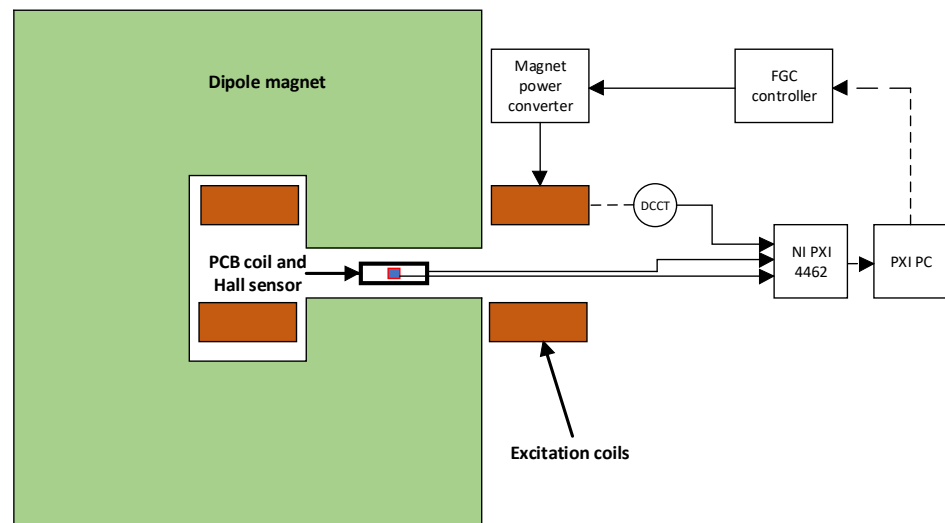 Dipole magnet
Magnet
power
converter
FGC
controller
DCCT
NI PXI
4462
PXI PC
PCB coil and
Hall sensor
Excitation coils